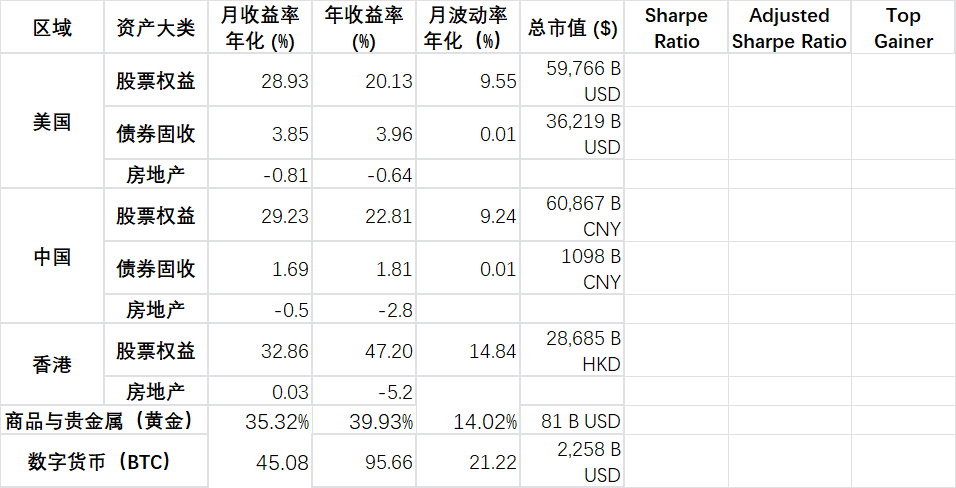 区域 资产大类 月收益率年化 (%) 年收益率 (%) 月波动率年化（%） 总市值 ($) Sharpe Ratio Adjusted Sharpe Ratio Top Gainer
美国 股票权益 28.93 20.13 9.55 59,766 B USD
债券固收 3.85 3.96 0.01 36,219 B USD
房地产 -0.81 -0.64
中国 股票权益 29.23 22.81 9.24 60,867 B CNY
债券固收 1.69 1.81 0.01 1098 B CNY
房地产 -0.5 -2.8
香港 股票权益 32.86 47.20 14.84 28,685 B HKD
房地产 0.03 -5.2
商品与贵金属（黄金） 35.32% 39.93% 14.02% 81 B USD
数字货币（BTC） 45.08 95.66 21.22 2,258 B USD